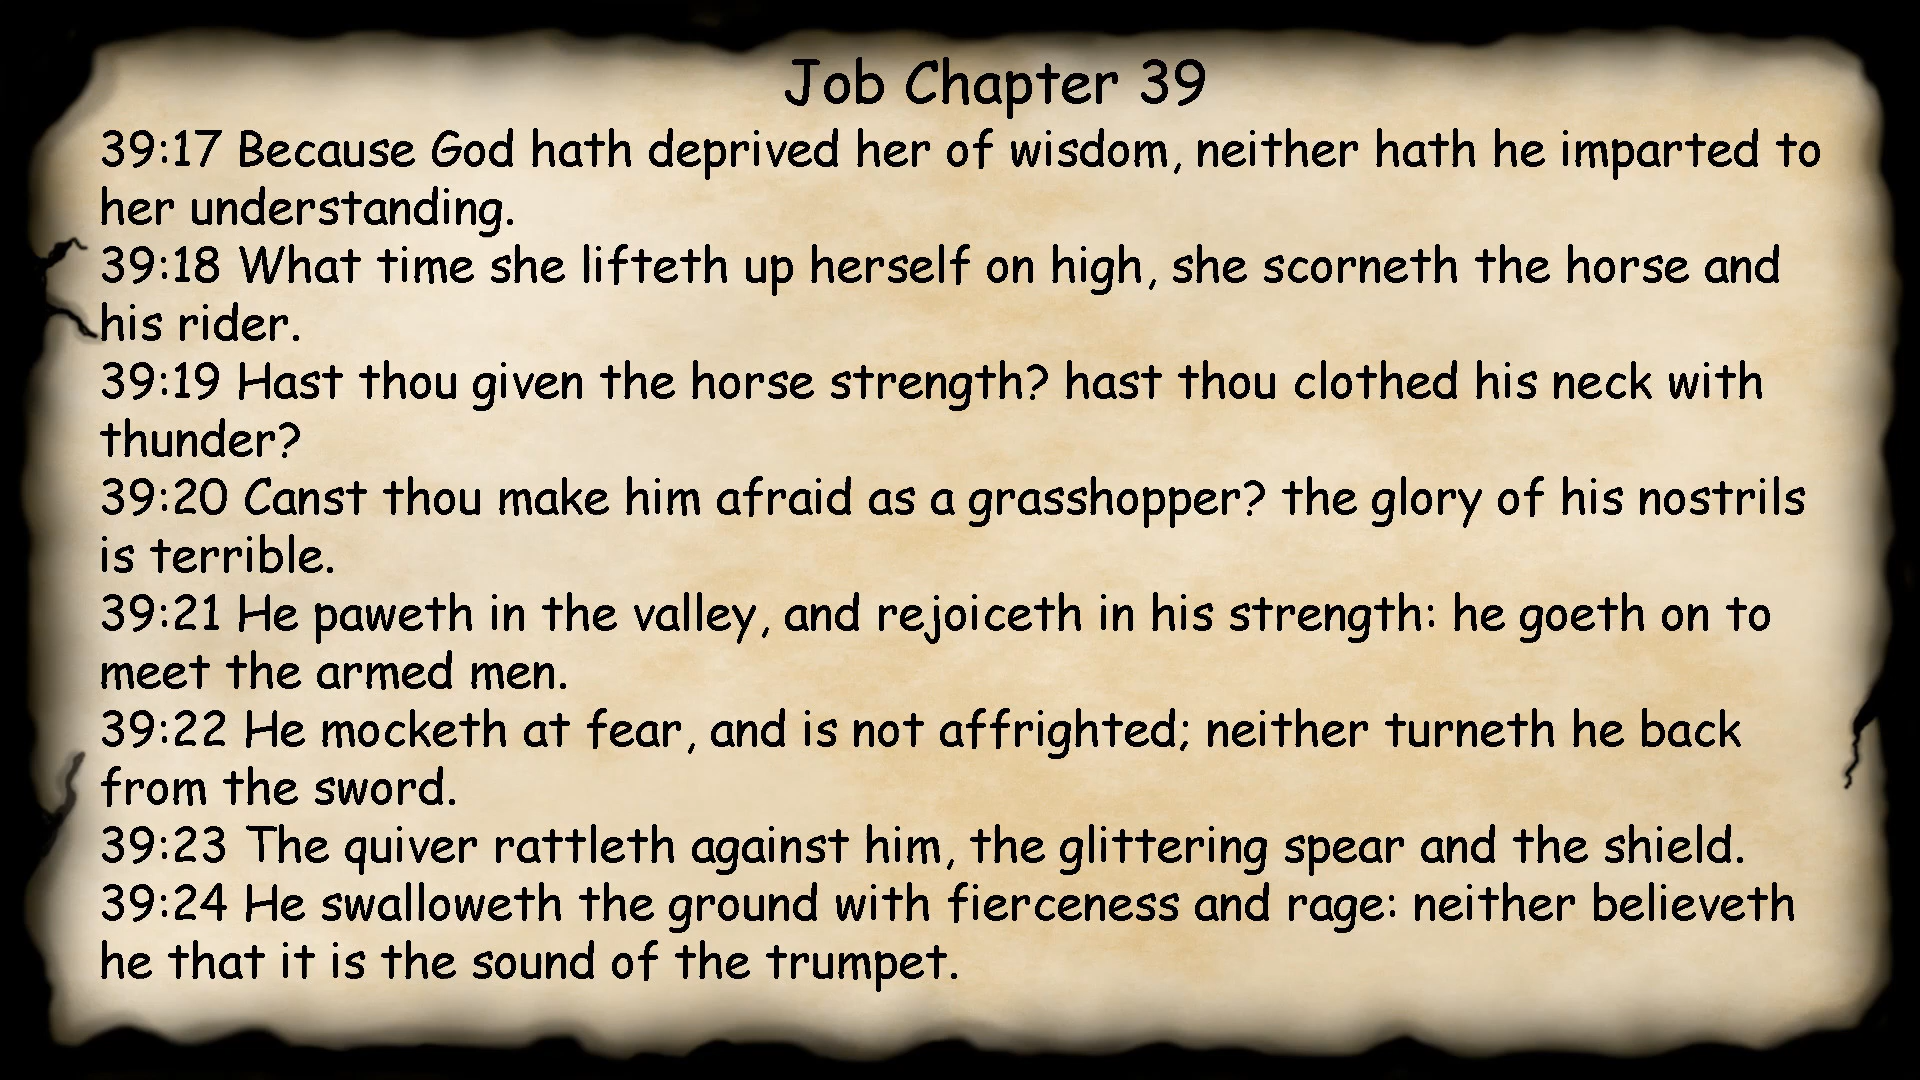 Job Chapter 39
39:17 Because God hath deprived her of wisdom, neither hath he imparted to
her understanding.
39:18 What time she lifteth up herself on high, she scorneth the horse and
his rider.
39:19 Hast thou given the horse strength? hast thou clothed his neck with
thunder?
39:20 Canst thou make him afraid as a grasshopper? the glory of his nostrils
is terrible.
39:21 He paweth in the valley, and rejoiceth in his strength: he goeth on to
meet the armed men.
39:22 He mocketh at fear, and is not affrighted; neither turneth he back
from the sword.
39:23 The quiver rattleth against him, the glittering spear and the shield.
39:24 He swalloweth the ground with fierceness and rage: neither believeth
he that it is the sound of the trumpet.